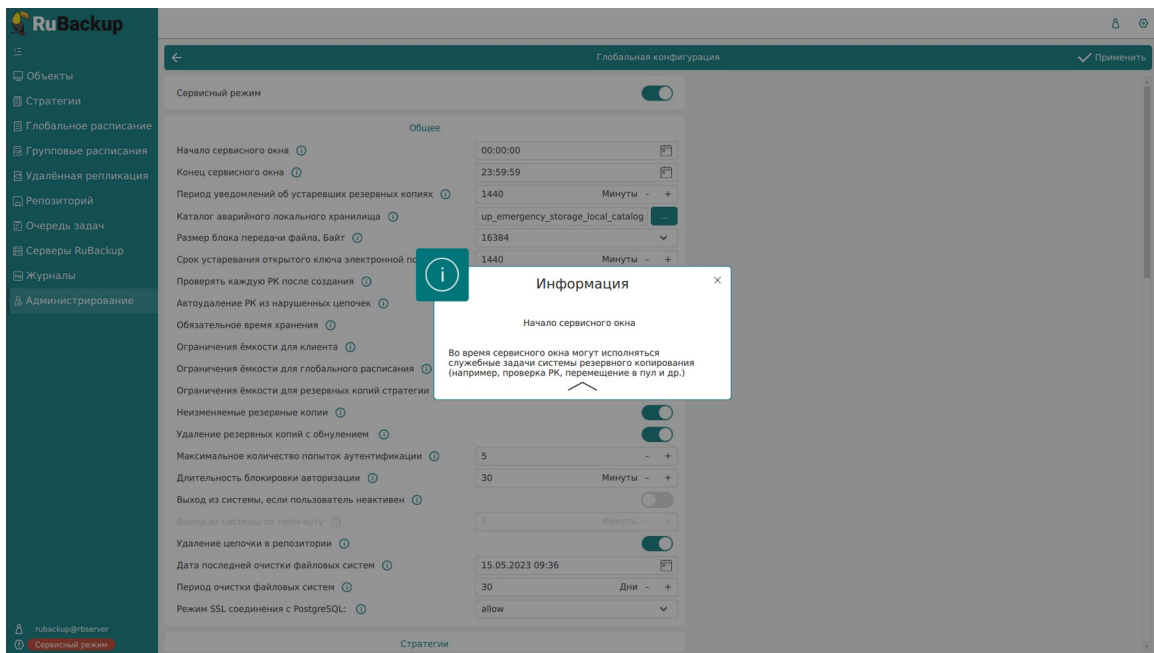 RuBackup
Объекты
Стратегии
Глобальное расписание
Групповые расписания
Удалённая репликация
Репозиторий
Очередь задач
Серверы RuBackup
Журналы
Администрирование
rubackup@rbserver
Сервисный режим
Глобальная конфигурация
Применить
Сервисный режим
Общее
Начало сервисного окна 00:00:00
Конец сервисного окна 23:59:59
Период уведомлений об устаревших резервных копиях 1440 Минуты - +
Каталог аварийного локального хранилища up_emergency_storage_local_catalog ...
Размер блока передачи файла, Байт 16384
Срок устаревания открытого ключа электронной 1440 Минуты - +
Проверять каждую РК после создания
Автоудаление РК из нарушенных цепочек
Обязательное время хранения
Ограничения ёмкости для клиента
Ограничения ёмкости для глобального расписания
Ограничения ёмкости для резервных копий стратегии
Информация
Начало сервисного окна
Во время сервисного окна могут исполняться
служебные задачи системы резервного копирования
(например, проверка РК, перемещение в пул и др.)
Неизменяемые резервные копии
Удаление резервных копий с обнулением
Максимальное количество попыток аутентификации 5 - +
Длительность блокировки авторизации 30 Минуты - +
Выход из системы, если пользователь неактивен
Выход из системы по тайм-ауту 5 Минуты - +
Удаление цепочки в репозитории
Дата последней очистки файловых систем 15.05.2023 09:36
Период очистки файловых систем 30 Дни - +
Режим SSL соединения с PostgreSQL: allow
Стратегии